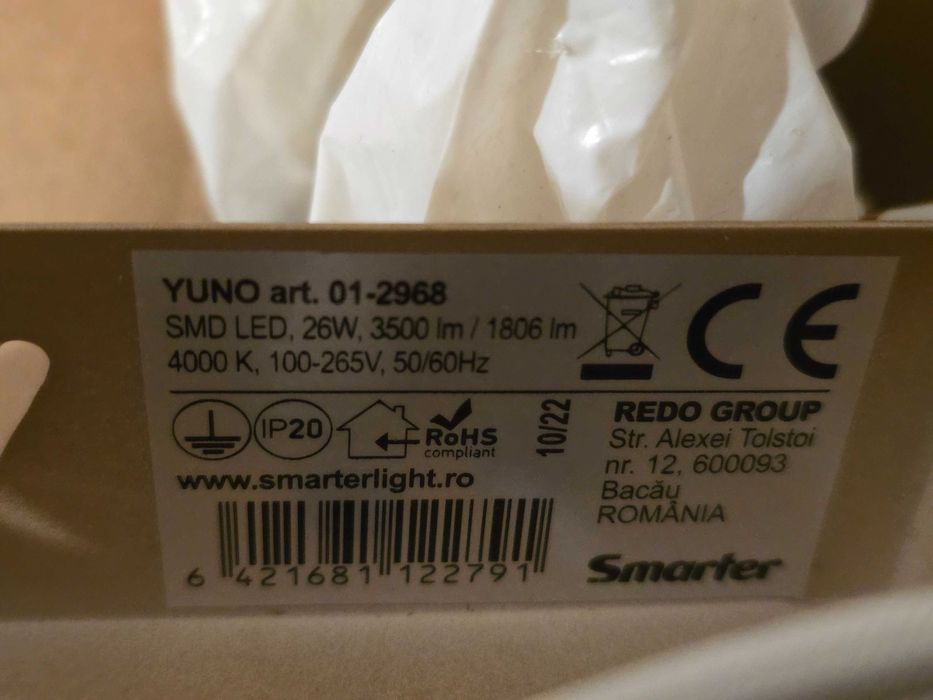 YUNO art. 01-2968
SMD LED, 26W, 3500 lm / 1806 lm
4000 K, 100-265V, 50/60Hz
CE
IP20
RoHS
compliant
10/22
www.smarterlight.ro
6 421681 122791
REDO GROUP
Str. Alexei Tolstoi
nr. 12, 600093
Bacău
ROMÂNIA
Smarter